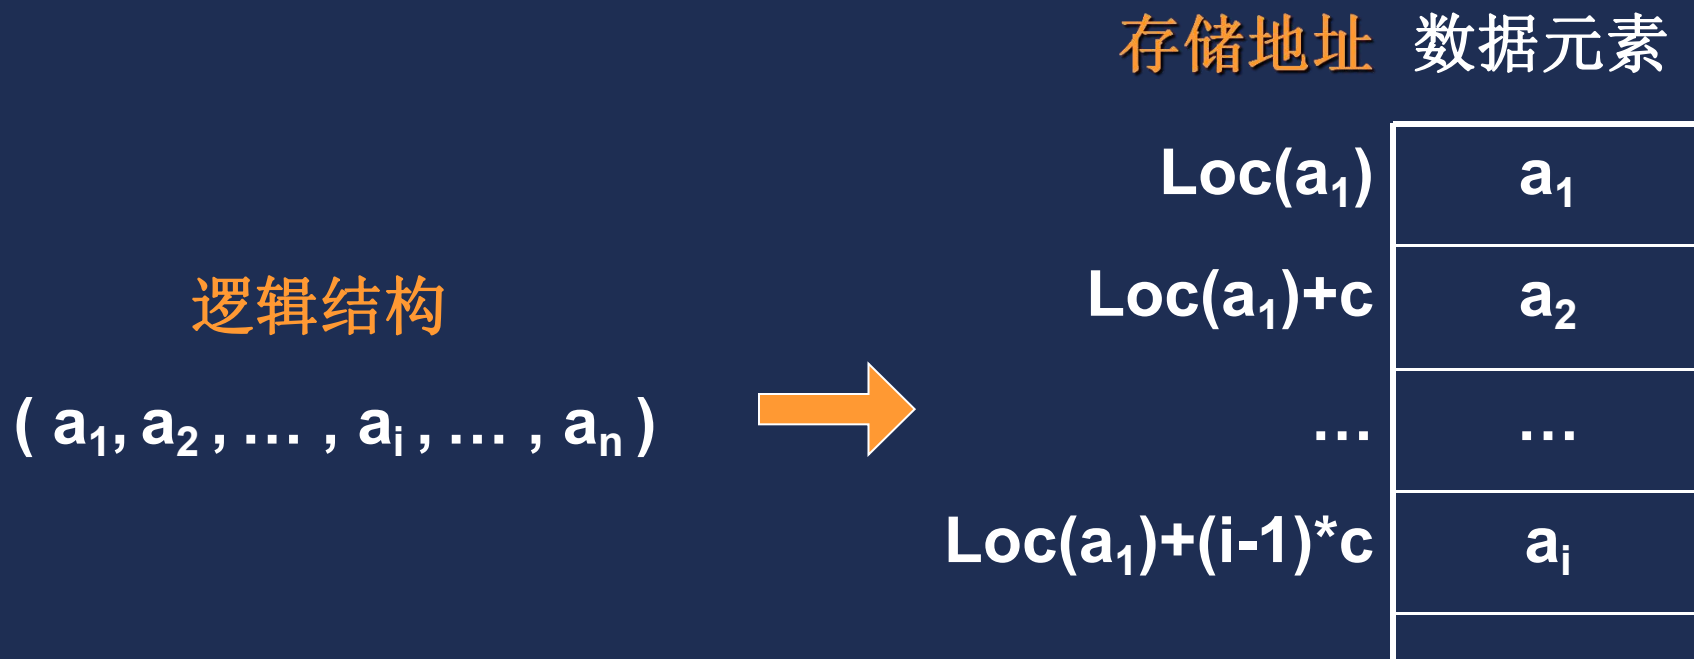 存储地址 数据元素
Loc(a₁) a₁
逻辑结构
Loc(a₁)+c a₂
( a₁, a₂ , … , aᵢ , … , aₙ )
… …
Loc(a₁)+(i-1)*c aᵢ